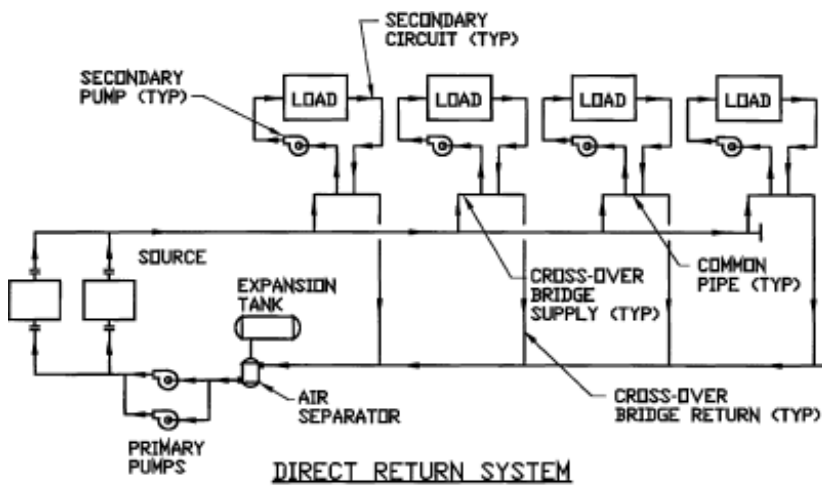 SECONDARY
CIRCUIT (TYP)
SECONDARY
PUMP (TYP)
LOAD
LOAD
LOAD
LOAD
SOURCE
EXPANSION
TANK
CROSS-OVER
BRIDGE
SUPPLY (TYP)
COMMON
PIPE (TYP)
AIR
SEPARATOR
CROSS-OVER
BRIDGE RETURN (TYP)
PRIMARY
PUMPS
DIRECT RETURN SYSTEM